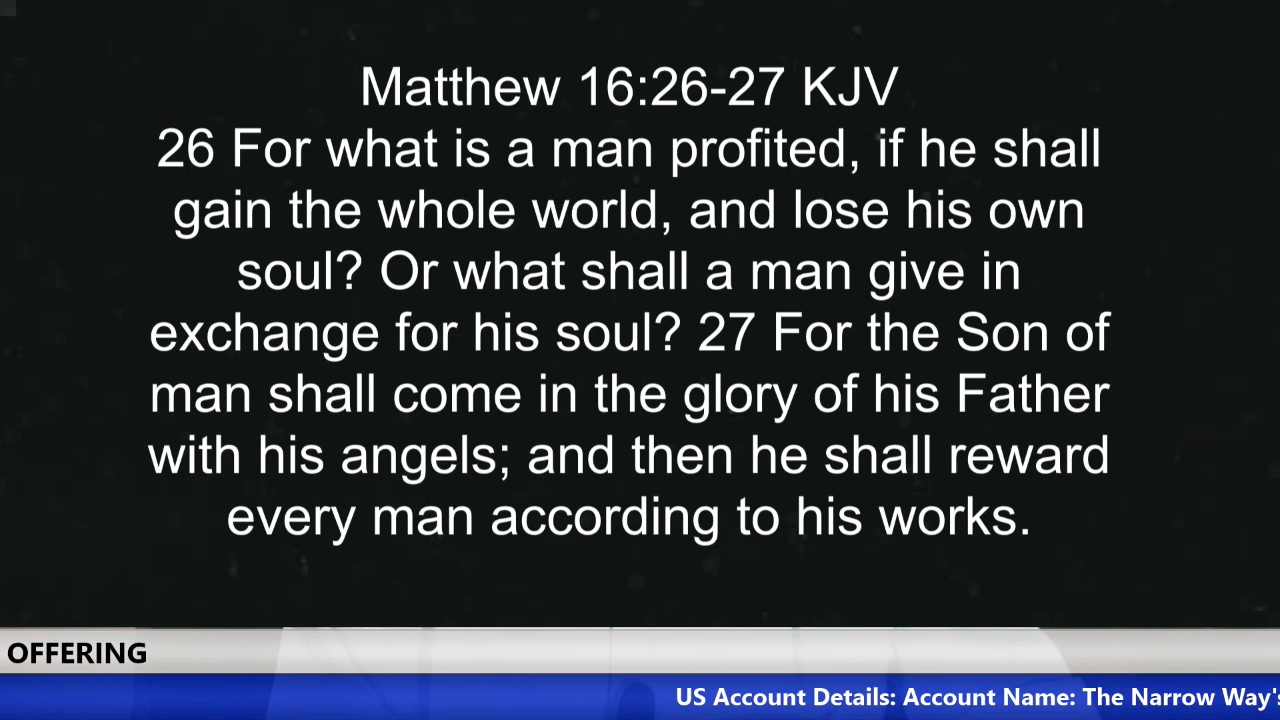 Matthew 16:26-27 KJV
26 For what is a man profited, if he shall
gain the whole world, and lose his own
soul? Or what shall a man give in
exchange for his soul? 27 For the Son of
man shall come in the glory of his Father
with his angels; and then he shall reward
every man according to his works.
OFFERING
US Account Details: Account Name: The Narrow Way's